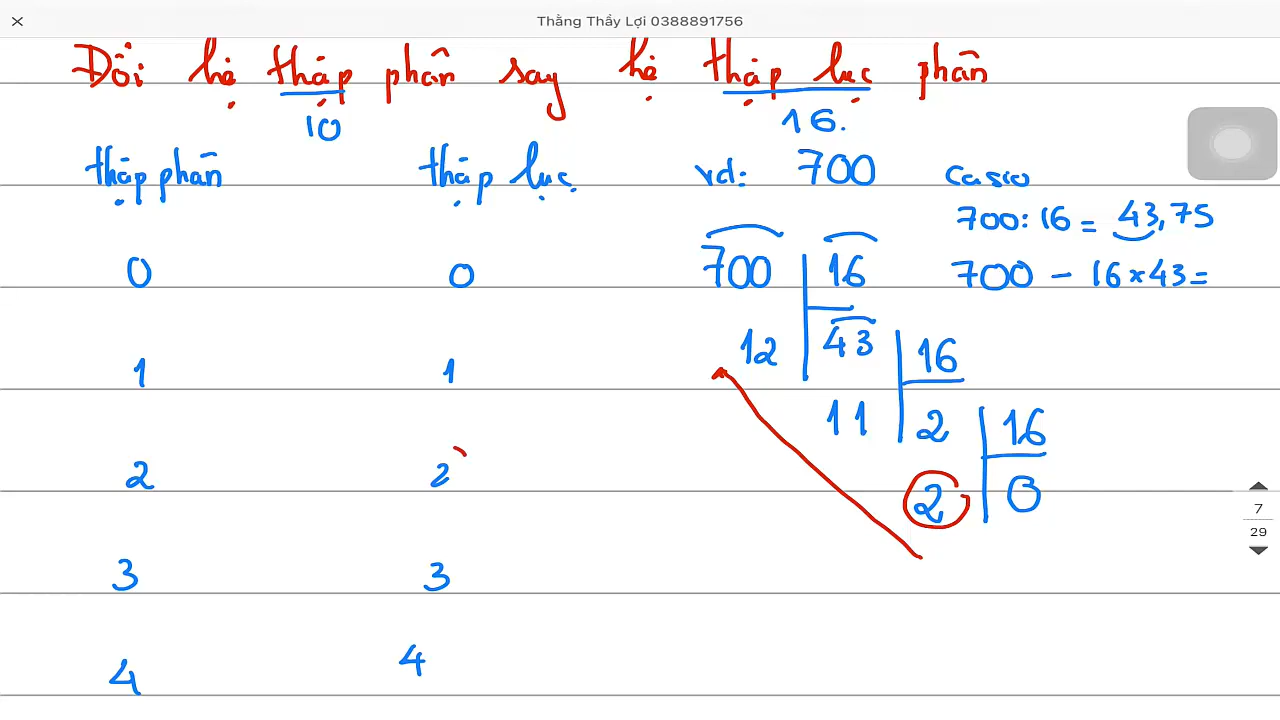 Thằng Thầy Lợi 0388891756
Đổi hệ thập phân say hệ thập lục phân
10 16.
thập phân thập lục vd: 700 casio
700 : 16 = 43,75
0 0 700 16 700 - 16 × 43 =
1 1 12 43 16
2 2 11 2 16
2 0
3 3
4 4
7
29